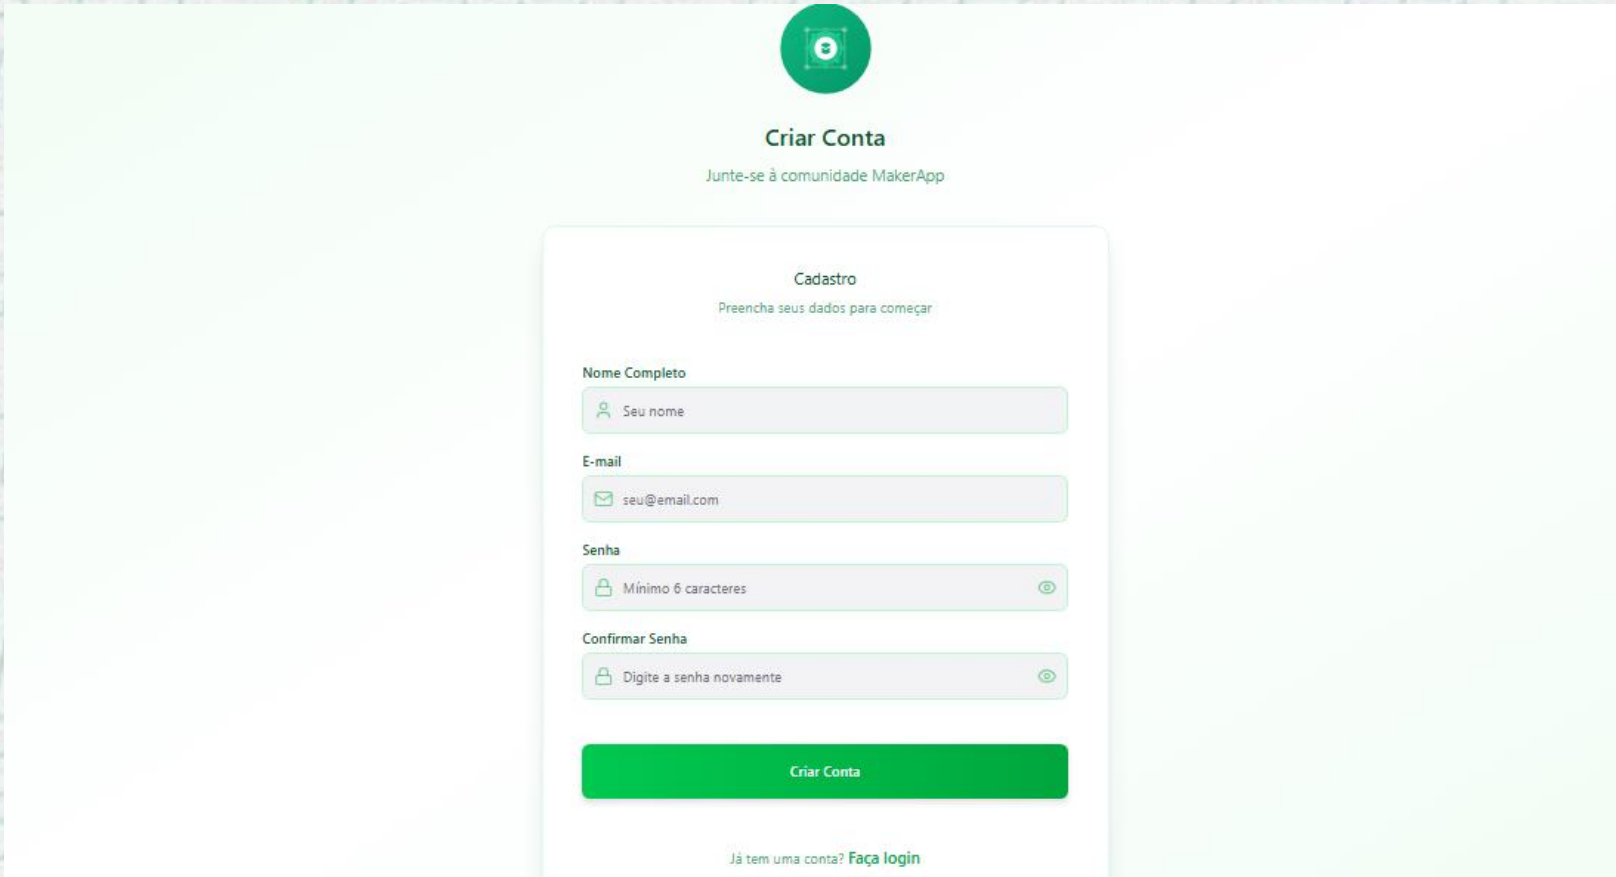 Criar Conta
Junte-se à comunidade MakerApp
Cadastro
Preencha seus dados para começar
Nome Completo
Seu nome
E-mail
seu@email.com
Senha
Mínimo 6 caracteres
Confirmar Senha
Digite a senha novamente
Criar Conta
Já tem uma conta? Faça login